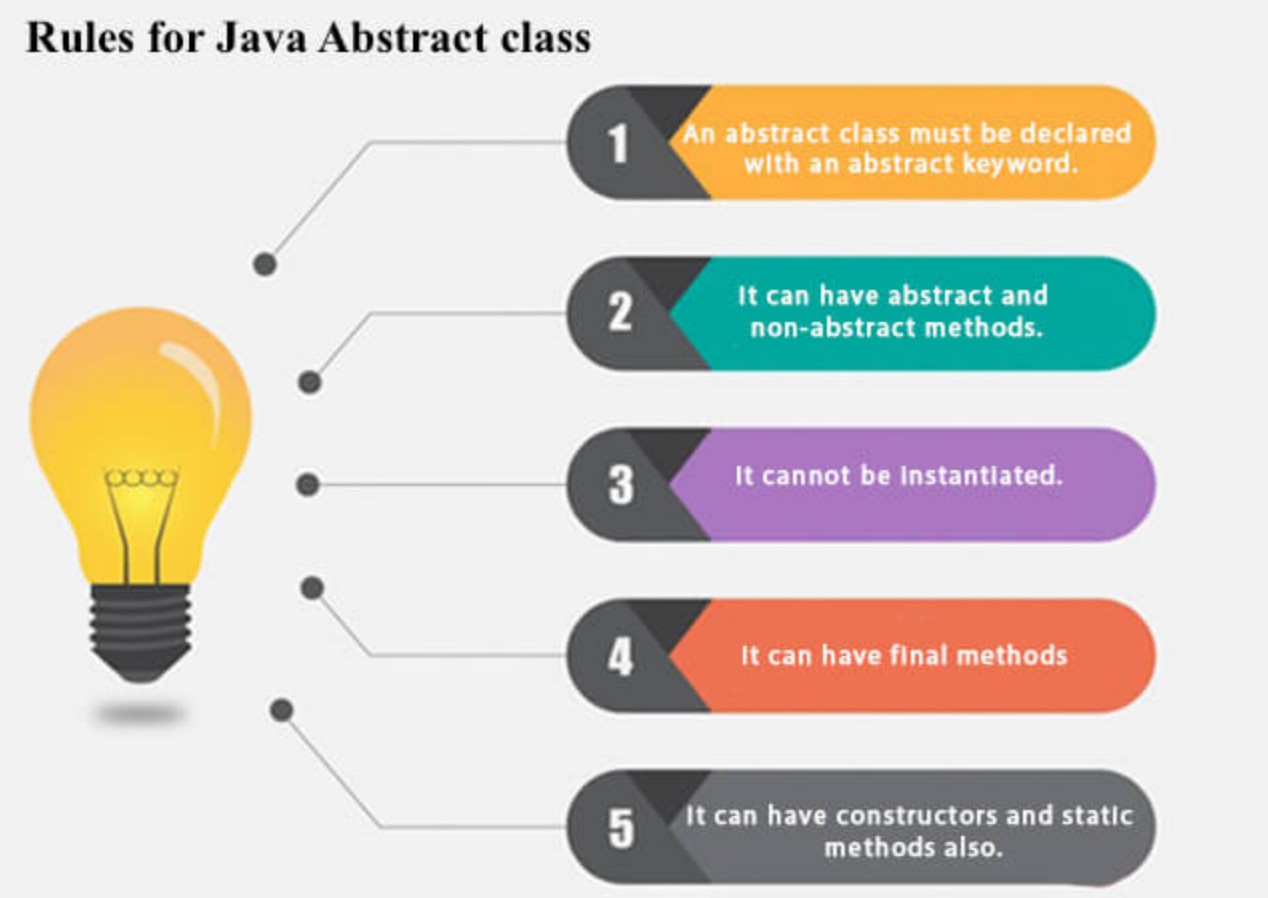 Rules for Java Abstract class
1
An abstract class must be declared
with an abstract keyword.
2
It can have abstract and
non-abstract methods.
3
It cannot be instantiated.
4
It can have final methods
5
It can have constructors and static
methods also.